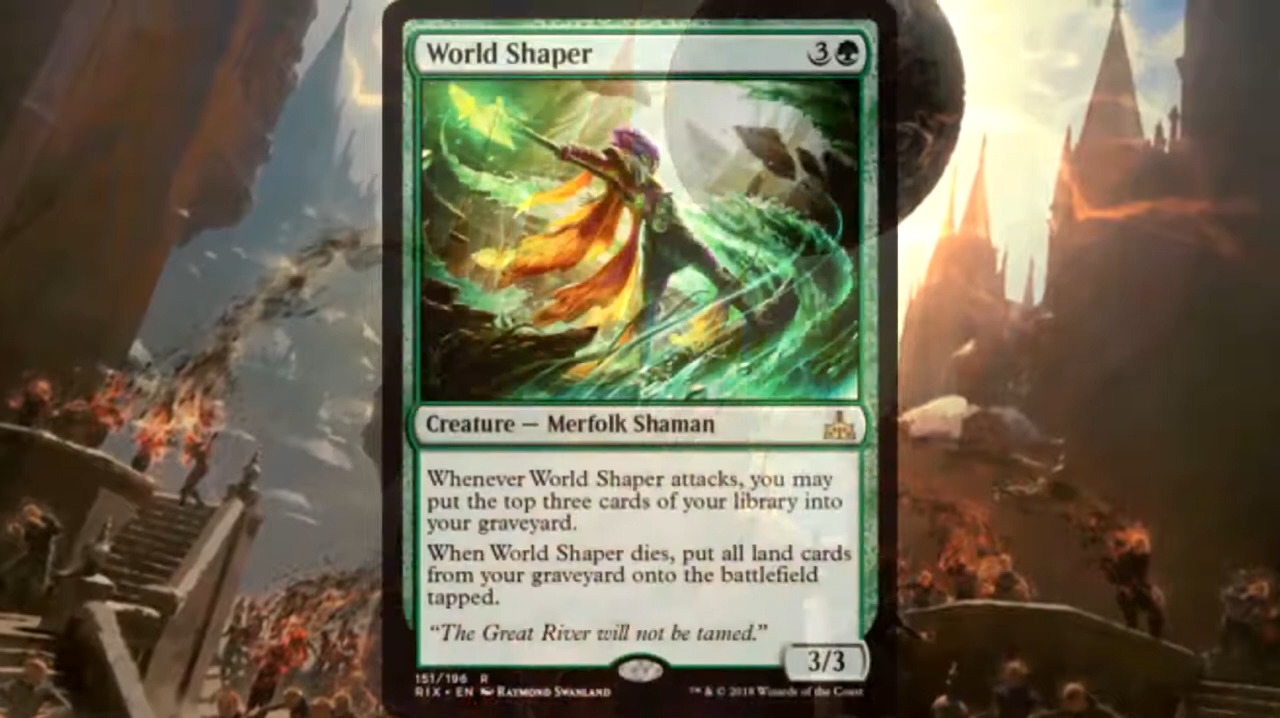 World Shaper 3
Creature — Merfolk Shaman
Whenever World Shaper attacks, you may
put the top three cards of your library into
your graveyard.
When World Shaper dies, put all land cards
from your graveyard onto the battlefield
tapped.
"The Great River will not be tamed."
3/3
151/196 R
RIX • EN Raymond Swanland
™ & © 2018 Wizards of the Coast